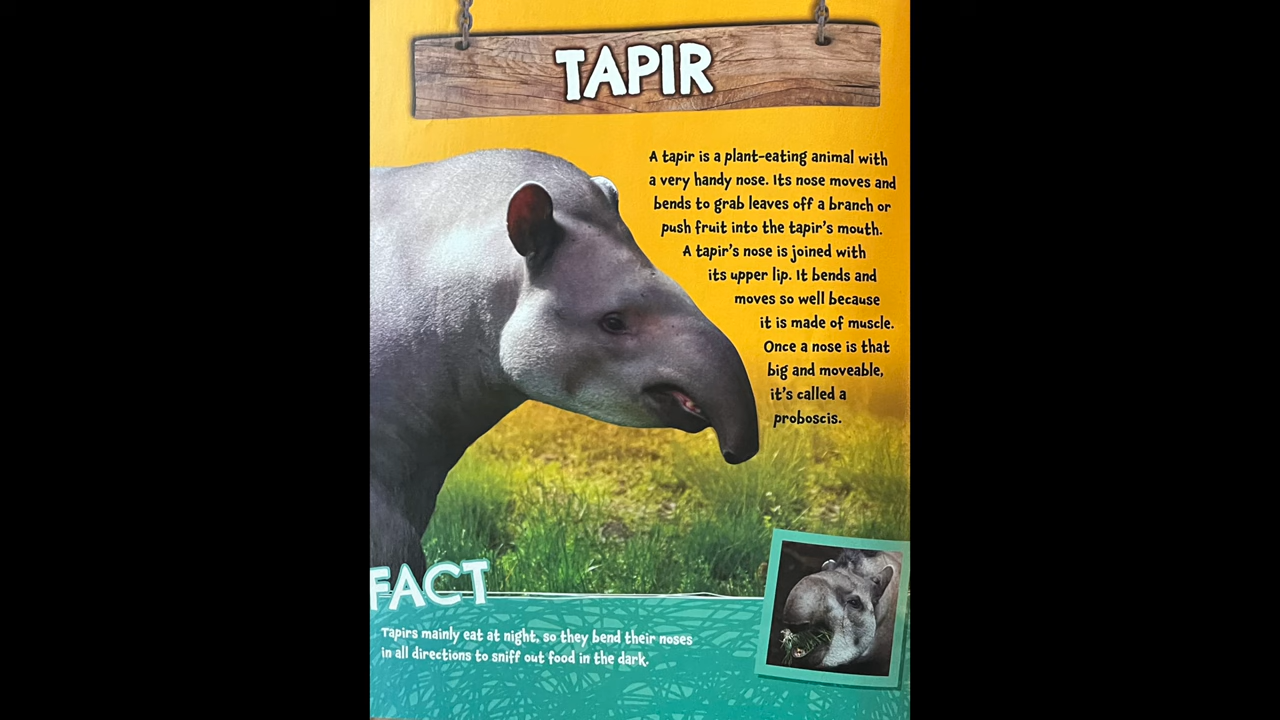 TAPIR
A tapir is a plant-eating animal with
a very handy nose. Its nose moves and
bends to grab leaves off a branch or
push fruit into the tapir's mouth.
A tapir's nose is joined with
its upper lip. It bends and
moves so well because
it is made of muscle.
Once a nose is that
big and moveable,
it's called a
proboscis.
FACT
Tapirs mainly eat at night, so they bend their noses
in all directions to sniff out food in the dark.